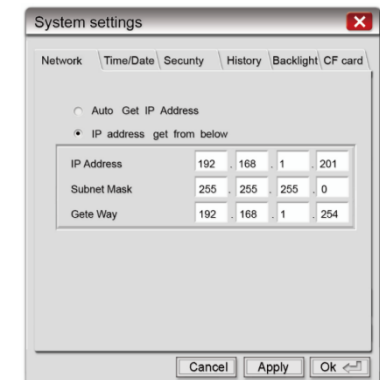 System settings
Network Time/Date Securuty History Backlight CF card
Auto Get IP Address
IP address get from below
IP Address 192 . 168 . 1 . 201
Subnet Mask 255 . 255 . 255 . 0
Gete Way 192 . 168 . 1 . 254
Cancel Apply Ok